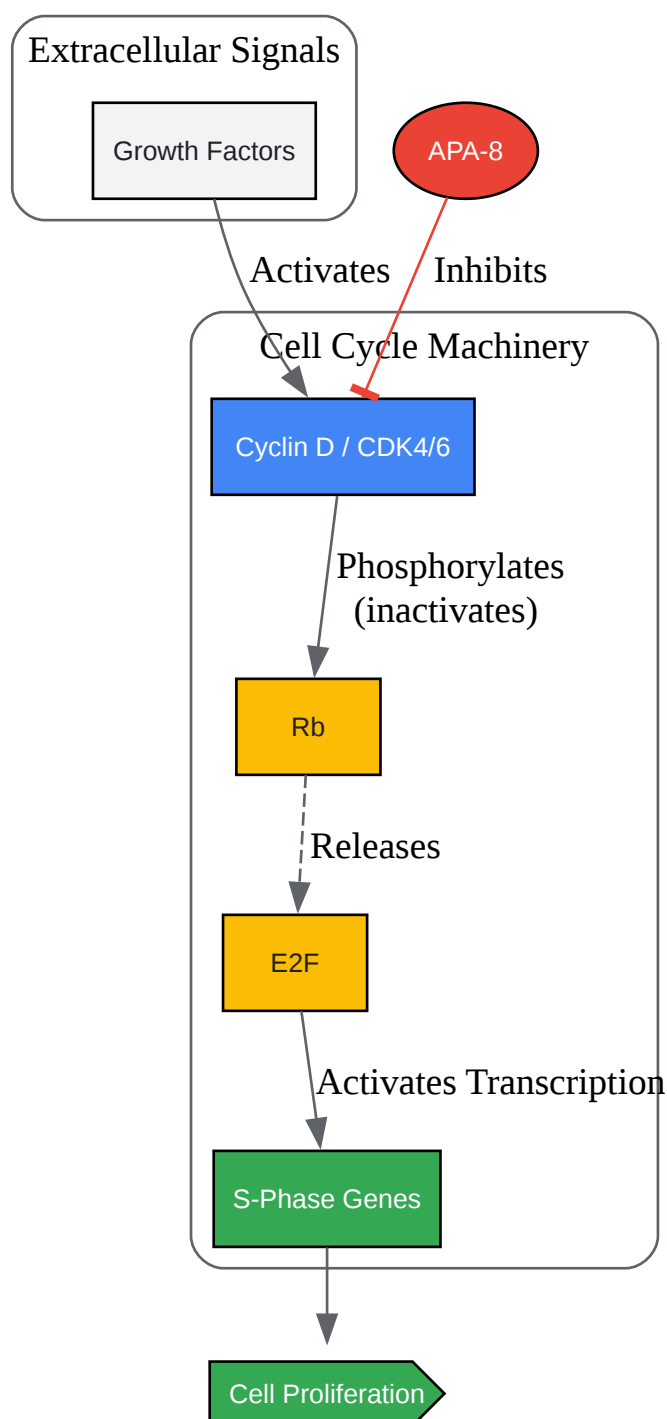 Extracellular Signals
Growth Factors
APA-8
Activates
Inhibits
Cell Cycle Machinery
Cyclin D / CDK4/6
Phosphorylates
(inactivates)
Rb
Releases
E2F
Activates Transcription
S-Phase Genes
Cell Proliferation